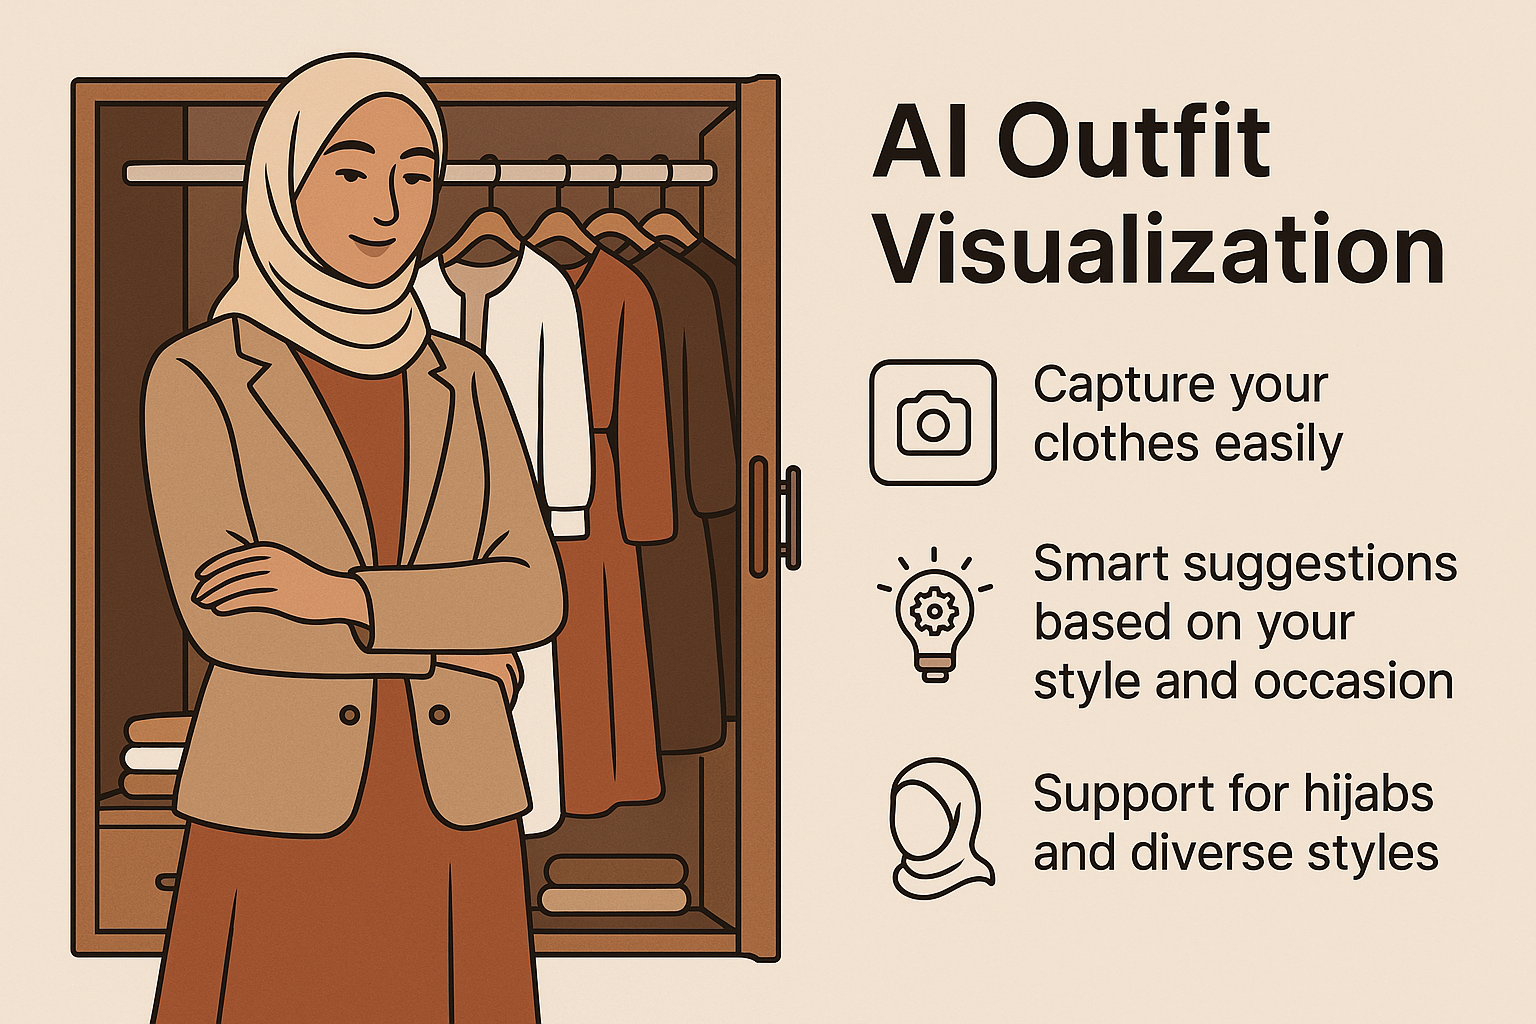 AI Outfit
Visualization
Capture your
clothes easily
Smart suggestions
based on your
style and occasion
Support for hijabs
and diverse styles